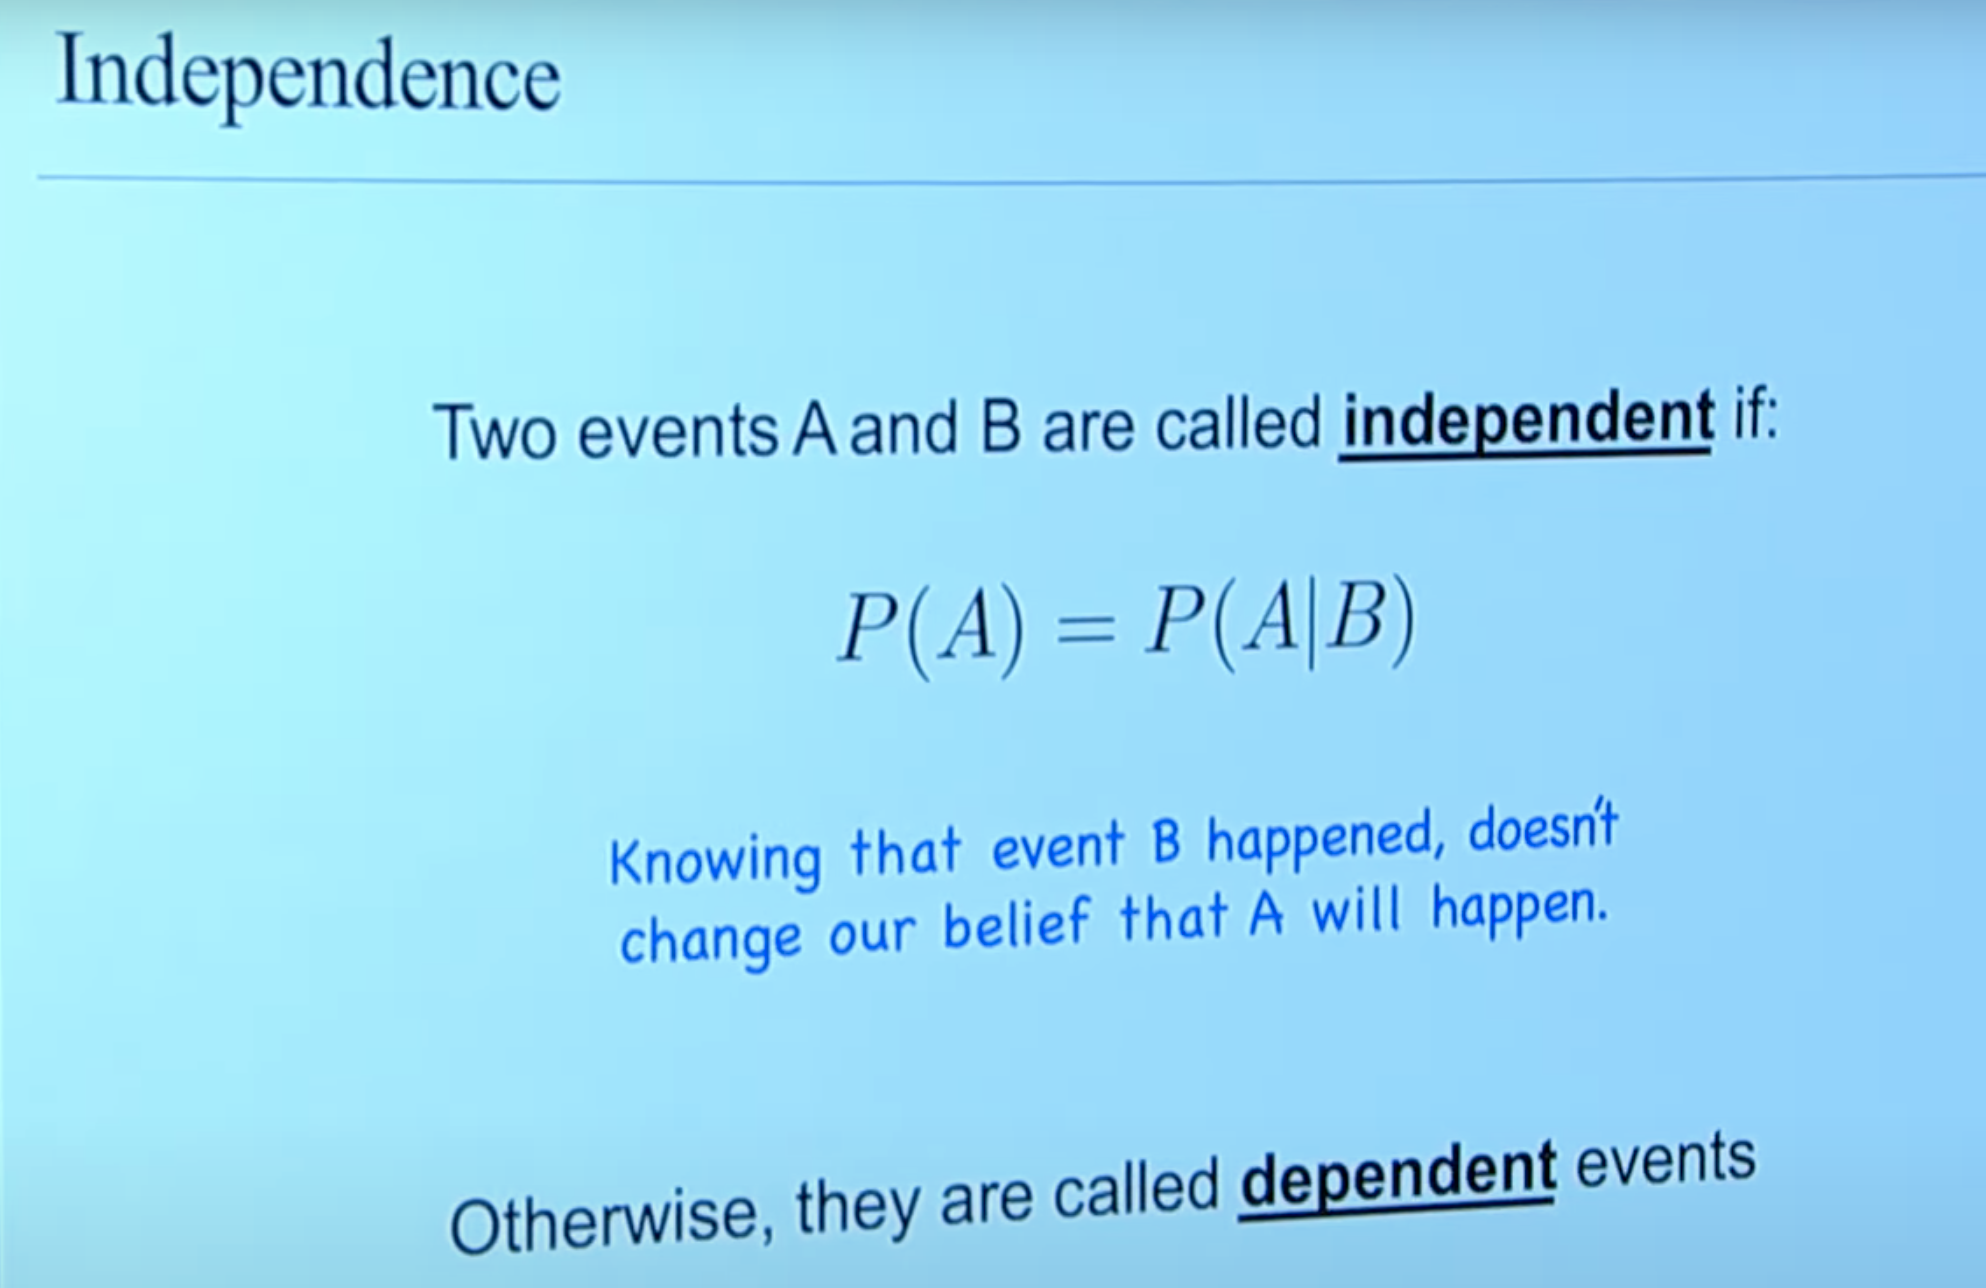 Independence
Two events A and B are called independent if:
P(A) = P(A|B)
Knowing that event B happened, doesn't
change our belief that A will happen.
Otherwise, they are called dependent events